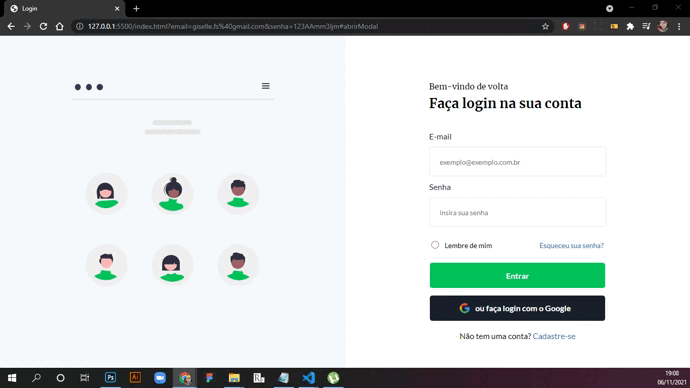 Login
127.0.0.1:5500/index.html?email=giselle.fs%40gmail.com&senha=123AAmm3ljm#abrirModal
Bem-vindo de volta
Faça login na sua conta
E-mail
exemplo@exemplo.com.br
Senha
insira sua senha
Lembre de mim
Esqueceu sua senha?
Entrar
ou faça login com o Google
Não tem uma conta? Cadastre-se
Ps
Ai
19:08
06/11/2021